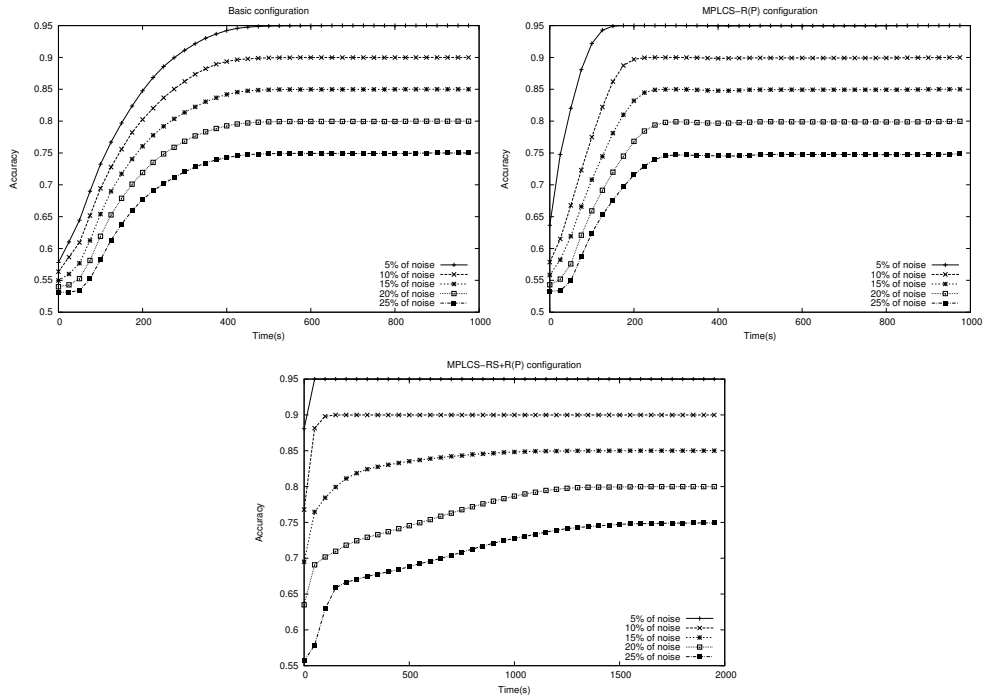 Basic configuration
0.95
0.9
0.85
0.8
0.75
0.7
0.65
0.6
0.55
0.5
Accuracy
5% of noise
10% of noise
15% of noise
20% of noise
25% of noise
0 200 400 600 800 1000
Time(s)
MPLCS−R(P) configuration
0.95
0.9
0.85
0.8
0.75
0.7
0.65
0.6
0.55
0.5
Accuracy
5% of noise
10% of noise
15% of noise
20% of noise
25% of noise
0 200 400 600 800 1000
Time(s)
MPLCS−RS+R(P) configuration
0.95
0.9
0.85
0.8
0.75
0.7
0.65
0.6
0.55
Accuracy
5% of noise
10% of noise
15% of noise
20% of noise
25% of noise
0 500 1000 1500 2000
Time(s)